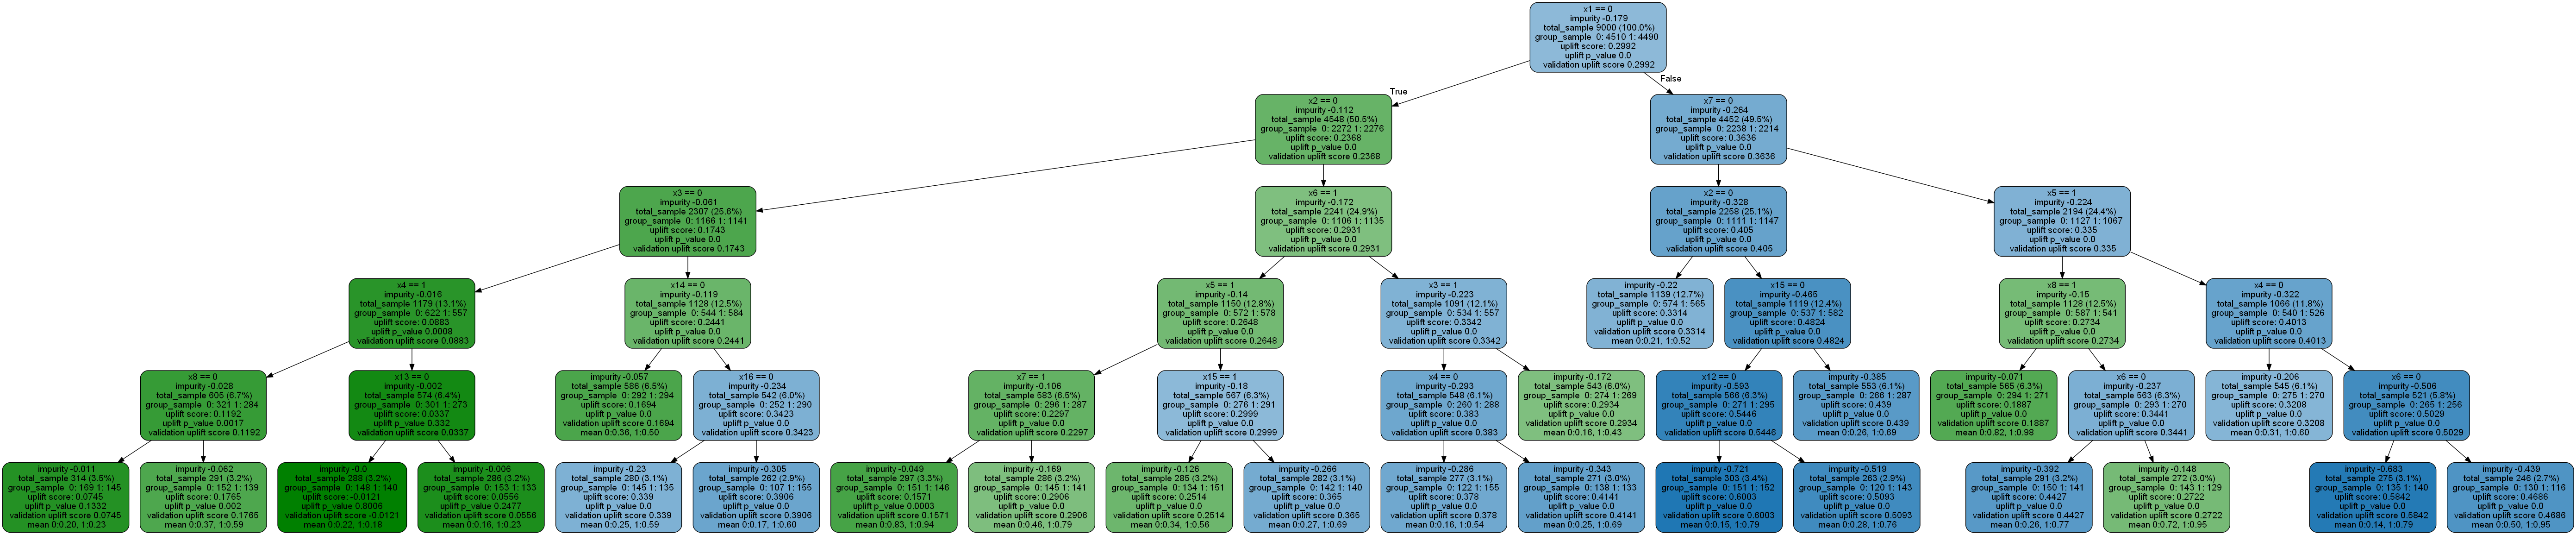 x1 == 0
impurity -0.179
total_sample 9000 (100.0%)
group_sample 0: 4510 1: 4490
uplift score: 0.2992
uplift p_value 0.0
validation uplift score 0.2992
True
False
x2 == 0
impurity -0.112
total_sample 4548 (50.5%)
group_sample 0: 2272 1: 2276
uplift score: 0.2368
uplift p_value 0.0
validation uplift score 0.2368
x7 == 0
impurity -0.264
total_sample 4452 (49.5%)
group_sample 0: 2238 1: 2214
uplift score: 0.3636
uplift p_value 0.0
validation uplift score 0.3636
x3 == 0
impurity -0.061
total_sample 2307 (25.6%)
group_sample 0: 1166 1: 1141
uplift score: 0.1743
uplift p_value 0.0
validation uplift score 0.1743
x6 == 1
impurity -0.172
total_sample 2241 (24.9%)
group_sample 0: 1106 1: 1135
uplift score: 0.2931
uplift p_value 0.0
validation uplift score 0.2931
x2 == 0
impurity -0.328
total_sample 2258 (25.1%)
group_sample 0: 1111 1: 1147
uplift score: 0.405
uplift p_value 0.0
validation uplift score 0.405
x5 == 1
impurity -0.224
total_sample 2194 (24.4%)
group_sample 0: 1127 1: 1067
uplift score: 0.335
uplift p_value 0.0
validation uplift score 0.335
x4 == 1
impurity -0.016
total_sample 1179 (13.1%)
group_sample 0: 622 1: 557
uplift score: 0.0883
uplift p_value 0.0008
validation uplift score 0.0883
x14 == 0
impurity -0.119
total_sample 1128 (12.5%)
group_sample 0: 544 1: 584
uplift score: 0.2441
uplift p_value 0.0
validation uplift score 0.2441
x5 == 1
impurity -0.14
total_sample 1150 (12.8%)
group_sample 0: 572 1: 578
uplift score: 0.2648
uplift p_value 0.0
validation uplift score 0.2648
x3 == 1
impurity -0.223
total_sample 1091 (12.1%)
group_sample 0: 534 1: 557
uplift score: 0.3342
uplift p_value 0.0
validation uplift score 0.3342
impurity -0.22
total_sample 1139 (12.7%)
group_sample 0: 574 1: 565
uplift score: 0.3314
uplift p_value 0.0
validation uplift score 0.3314
mean 0:0.21, 1:0.52
x15 == 0
impurity -0.465
total_sample 1119 (12.4%)
group_sample 0: 537 1: 582
uplift score: 0.4824
uplift p_value 0.0
validation uplift score 0.4824
x8 == 1
impurity -0.15
total_sample 1128 (12.5%)
group_sample 0: 587 1: 541
uplift score: 0.2734
uplift p_value 0.0
validation uplift score 0.2734
x4 == 0
impurity -0.322
total_sample 1066 (11.8%)
group_sample 0: 540 1: 526
uplift score: 0.4013
uplift p_value 0.0
validation uplift score 0.4013
x8 == 0
impurity -0.028
total_sample 605 (6.7%)
group_sample 0: 321 1: 284
uplift score: 0.1192
uplift p_value 0.0017
validation uplift score 0.1192
x13 == 0
impurity -0.002
total_sample 574 (6.4%)
group_sample 0: 301 1: 273
uplift score: 0.0337
uplift p_value 0.332
validation uplift score 0.0337
impurity -0.057
total_sample 586 (6.5%)
group_sample 0: 292 1: 294
uplift score: 0.1694
uplift p_value 0.0
validation uplift score 0.1694
mean 0:0.36, 1:0.50
x16 == 0
impurity -0.234
total_sample 542 (6.0%)
group_sample 0: 252 1: 290
uplift score: 0.3423
uplift p_value 0.0
validation uplift score 0.3423
x7 == 1
impurity -0.106
total_sample 583 (6.5%)
group_sample 0: 296 1: 287
uplift score: 0.2297
uplift p_value 0.0
validation uplift score 0.2297
x15 == 1
impurity -0.18
total_sample 567 (6.3%)
group_sample 0: 276 1: 291
uplift score: 0.2999
uplift p_value 0.0
validation uplift score 0.2999
x4 == 0
impurity -0.293
total_sample 548 (6.1%)
group_sample 0: 260 1: 288
uplift score: 0.383
uplift p_value 0.0
validation uplift score 0.383
impurity -0.172
total_sample 543 (6.0%)
group_sample 0: 274 1: 269
uplift score: 0.2934
uplift p_value 0.0
validation uplift score 0.2934
mean 0:0.16, 1:0.43
x12 == 0
impurity -0.593
total_sample 566 (6.3%)
group_sample 0: 271 1: 295
uplift score: 0.5446
uplift p_value 0.0
validation uplift score 0.5446
impurity -0.385
total_sample 553 (6.1%)
group_sample 0: 266 1: 287
uplift score: 0.439
uplift p_value 0.0
validation uplift score 0.439
mean 0:0.26, 1:0.69
impurity -0.071
total_sample 565 (6.3%)
group_sample 0: 294 1: 271
uplift score: 0.1887
uplift p_value 0.0
validation uplift score 0.1887
mean 0:0.82, 1:0.98
x6 == 0
impurity -0.237
total_sample 563 (6.3%)
group_sample 0: 293 1: 270
uplift score: 0.3441
uplift p_value 0.0
validation uplift score 0.3441
impurity -0.206
total_sample 545 (6.1%)
group_sample 0: 275 1: 270
uplift score: 0.3208
uplift p_value 0.0
validation uplift score 0.3208
mean 0:0.31, 1:0.60
x6 == 0
impurity -0.506
total_sample 521 (5.8%)
group_sample 0: 265 1: 256
uplift score: 0.5029
uplift p_value 0.0
validation uplift score 0.5029
impurity -0.011
total_sample 314 (3.5%)
group_sample 0: 169 1: 145
uplift score: 0.0745
uplift p_value 0.1332
validation uplift score 0.0745
mean 0:0.20, 1:0.23
impurity -0.062
total_sample 291 (3.2%)
group_sample 0: 152 1: 139
uplift score: 0.1765
uplift p_value 0.002
validation uplift score 0.1765
mean 0:0.37, 1:0.59
impurity -0.0
total_sample 288 (3.2%)
group_sample 0: 148 1: 140
uplift score: -0.0121
uplift p_value 0.8006
validation uplift score -0.0121
mean 0:0.22, 1:0.18
impurity -0.006
total_sample 286 (3.2%)
group_sample 0: 153 1: 133
uplift score: 0.0556
uplift p_value 0.2477
validation uplift score 0.0556
mean 0:0.16, 1:0.23
impurity -0.23
total_sample 280 (3.1%)
group_sample 0: 145 1: 135
uplift score: 0.339
uplift p_value 0.0
validation uplift score 0.339
mean 0:0.25, 1:0.59
impurity -0.305
total_sample 262 (2.9%)
group_sample 0: 107 1: 155
uplift score: 0.3906
uplift p_value 0.0
validation uplift score 0.3906
mean 0:0.17, 1:0.60
impurity -0.049
total_sample 297 (3.3%)
group_sample 0: 151 1: 146
uplift score: 0.1571
uplift p_value 0.0003
validation uplift score 0.1571
mean 0:0.83, 1:0.94
impurity -0.169
total_sample 286 (3.2%)
group_sample 0: 145 1: 141
uplift score: 0.2906
uplift p_value 0.0
validation uplift score 0.2906
mean 0:0.46, 1:0.79
impurity -0.126
total_sample 285 (3.2%)
group_sample 0: 134 1: 151
uplift score: 0.2514
uplift p_value 0.0
validation uplift score 0.2514
mean 0:0.34, 1:0.56
impurity -0.266
total_sample 282 (3.1%)
group_sample 0: 142 1: 140
uplift score: 0.365
uplift p_value 0.0
validation uplift score 0.365
mean 0:0.27, 1:0.69
impurity -0.286
total_sample 277 (3.1%)
group_sample 0: 122 1: 155
uplift score: 0.378
uplift p_value 0.0
validation uplift score 0.378
mean 0:0.16, 1:0.54
impurity -0.343
total_sample 271 (3.0%)
group_sample 0: 138 1: 133
uplift score: 0.4141
uplift p_value 0.0
validation uplift score 0.4141
mean 0:0.25, 1:0.69
impurity -0.721
total_sample 303 (3.4%)
group_sample 0: 151 1: 152
uplift score: 0.6003
uplift p_value 0.0
validation uplift score 0.6003
mean 0:0.15, 1:0.79
impurity -0.519
total_sample 263 (2.9%)
group_sample 0: 120 1: 143
uplift score: 0.5093
uplift p_value 0.0
validation uplift score 0.5093
mean 0:0.28, 1:0.76
impurity -0.392
total_sample 291 (3.2%)
group_sample 0: 150 1: 141
uplift score: 0.4427
uplift p_value 0.0
validation uplift score 0.4427
mean 0:0.26, 1:0.77
impurity -0.148
total_sample 272 (3.0%)
group_sample 0: 143 1: 129
uplift score: 0.2722
uplift p_value 0.0
validation uplift score 0.2722
mean 0:0.72, 1:0.95
impurity -0.683
total_sample 275 (3.1%)
group_sample 0: 135 1: 140
uplift score: 0.5842
uplift p_value 0.0
validation uplift score 0.5842
mean 0:0.14, 1:0.79
impurity -0.439
total_sample 246 (2.7%)
group_sample 0: 130 1: 116
uplift score: 0.4686
uplift p_value 0.0
validation uplift score 0.4686
mean 0:0.50, 1:0.95